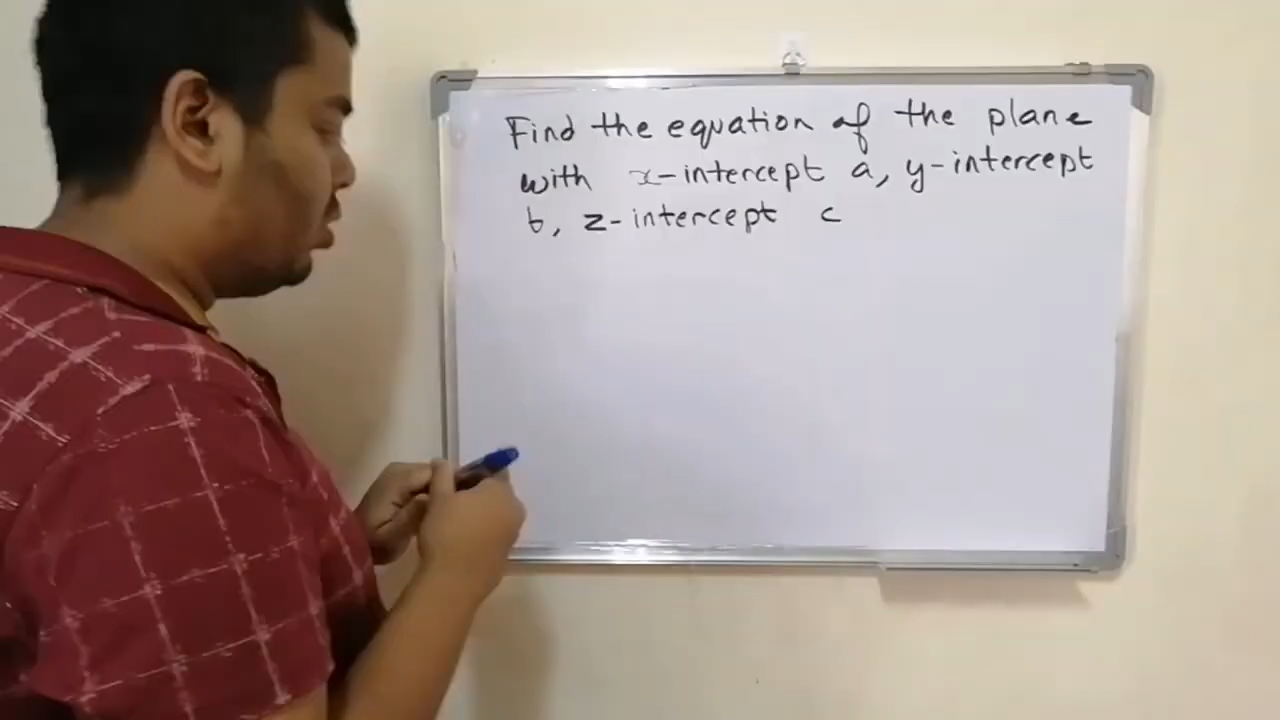 Find the equation of the plane
with x-intercept a, y-intercept
b, z-intercept c